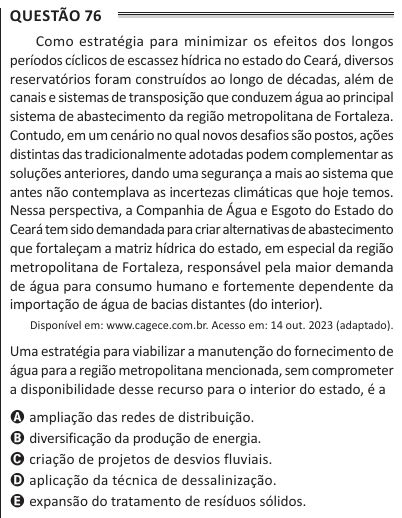 QUESTÃO 76
Como estratégia para minimizar os efeitos dos longos
períodos cíclicos de escassez hídrica no estado do Ceará, diversos
reservatórios foram construídos ao longo de décadas, além de
canais e sistemas de transposição que conduzem água ao principal
sistema de abastecimento da região metropolitana de Fortaleza.
Contudo, em um cenário no qual novos desafios são postos, ações
distintas das tradicionalmente adotadas podem complementar as
soluções anteriores, dando uma segurança a mais ao sistema que
antes não contemplava as incertezas climáticas que hoje temos.
Nessa perspectiva, a Companhia de Água e Esgoto do Estado do
Ceará tem sido demandada para criar alternativas de abastecimento
que fortaleçam a matriz hídrica do estado, em especial da região
metropolitana de Fortaleza, responsável pela maior demanda
de água para consumo humano e fortemente dependente da
importação de água de bacias distantes (do interior).
Disponível em: www.cagece.com.br. Acesso em: 14 out. 2023 (adaptado).
Uma estratégia para viabilizar a manutenção do fornecimento de
água para a região metropolitana mencionada, sem comprometer
a disponibilidade desse recurso para o interior do estado, é a
A ampliação das redes de distribuição.
B diversificação da produção de energia.
C criação de projetos de desvios fluviais.
D aplicação da técnica de dessalinização.
E expansão do tratamento de resíduos sólidos.